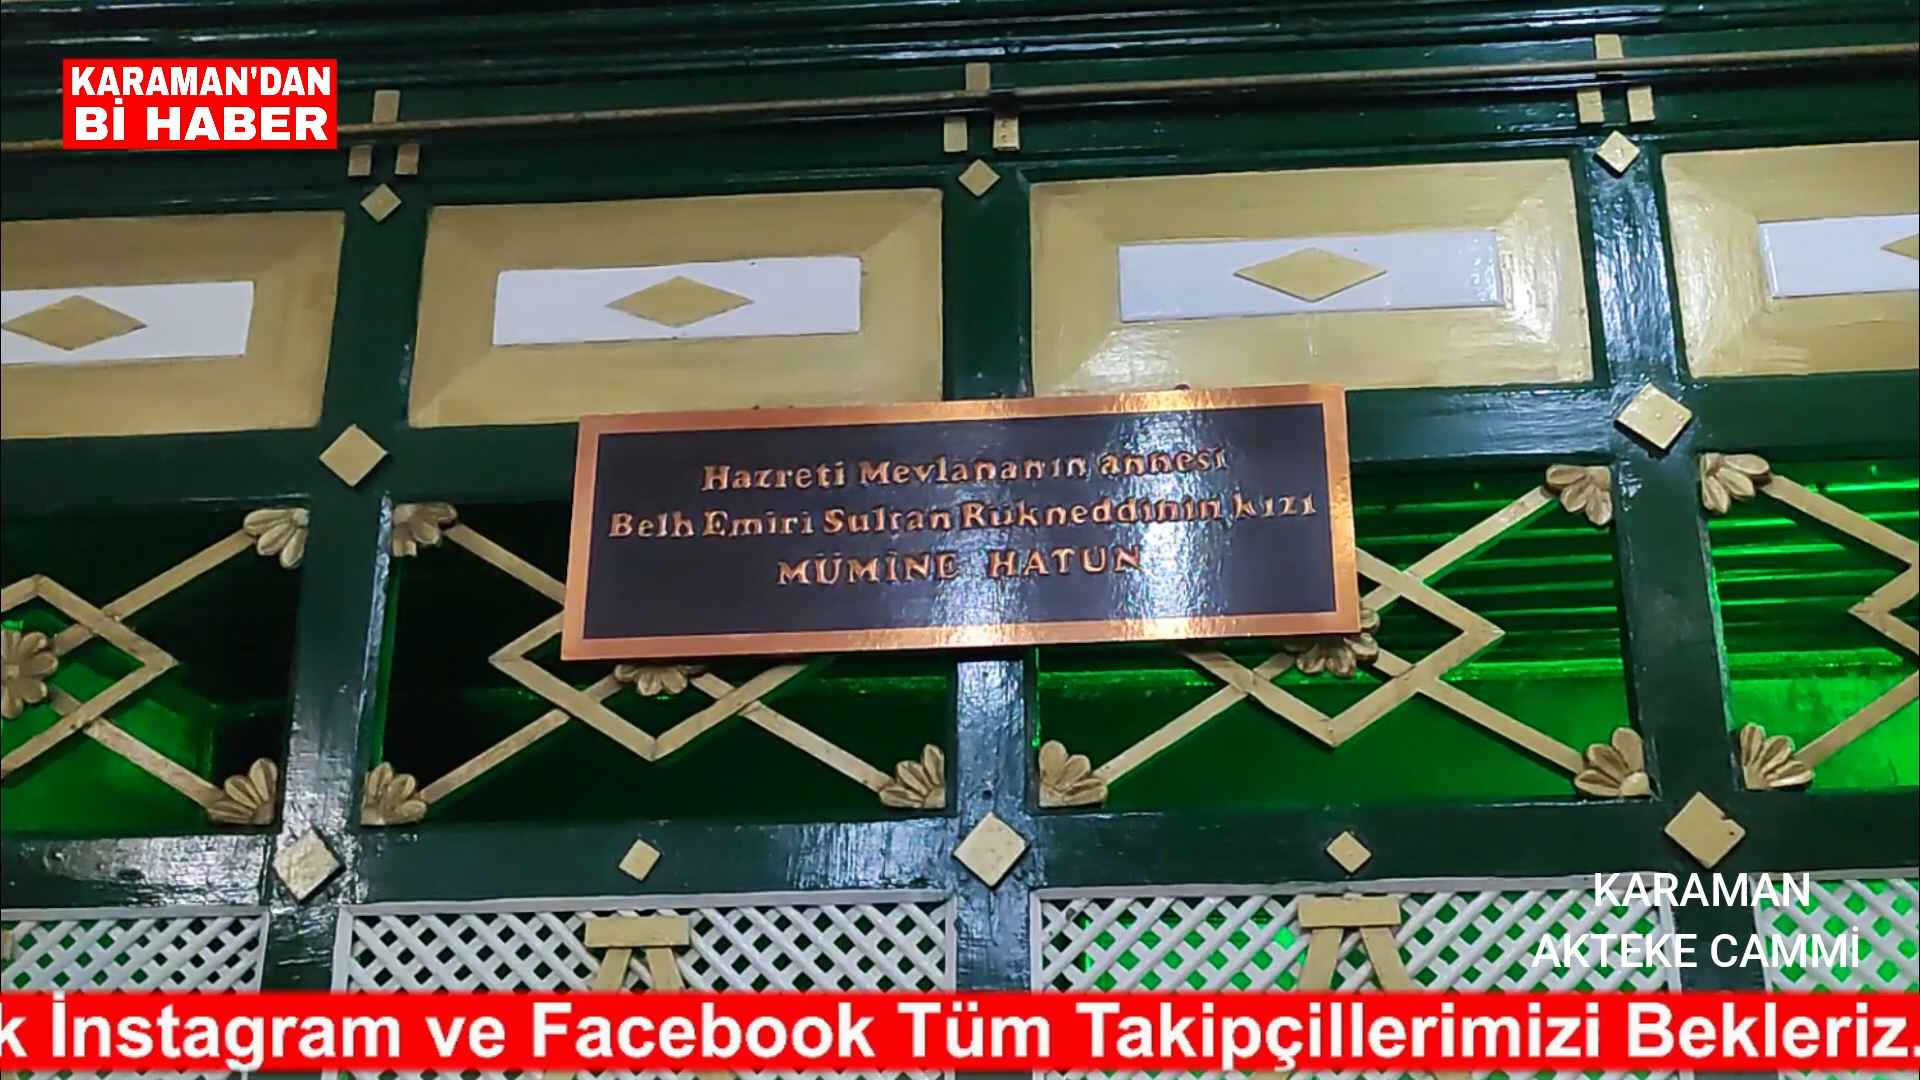 KARAMAN'DAN
Bİ HABER
Hazreti Mevlananın annesi
Belh Emiri Sultan Rükneddinin kızı
MÜMİNE HATUN
KARAMAN
AKTEKE CAMMİ
k İnstagram ve Facebook Tüm Takipçillerimizi Bekleriz.